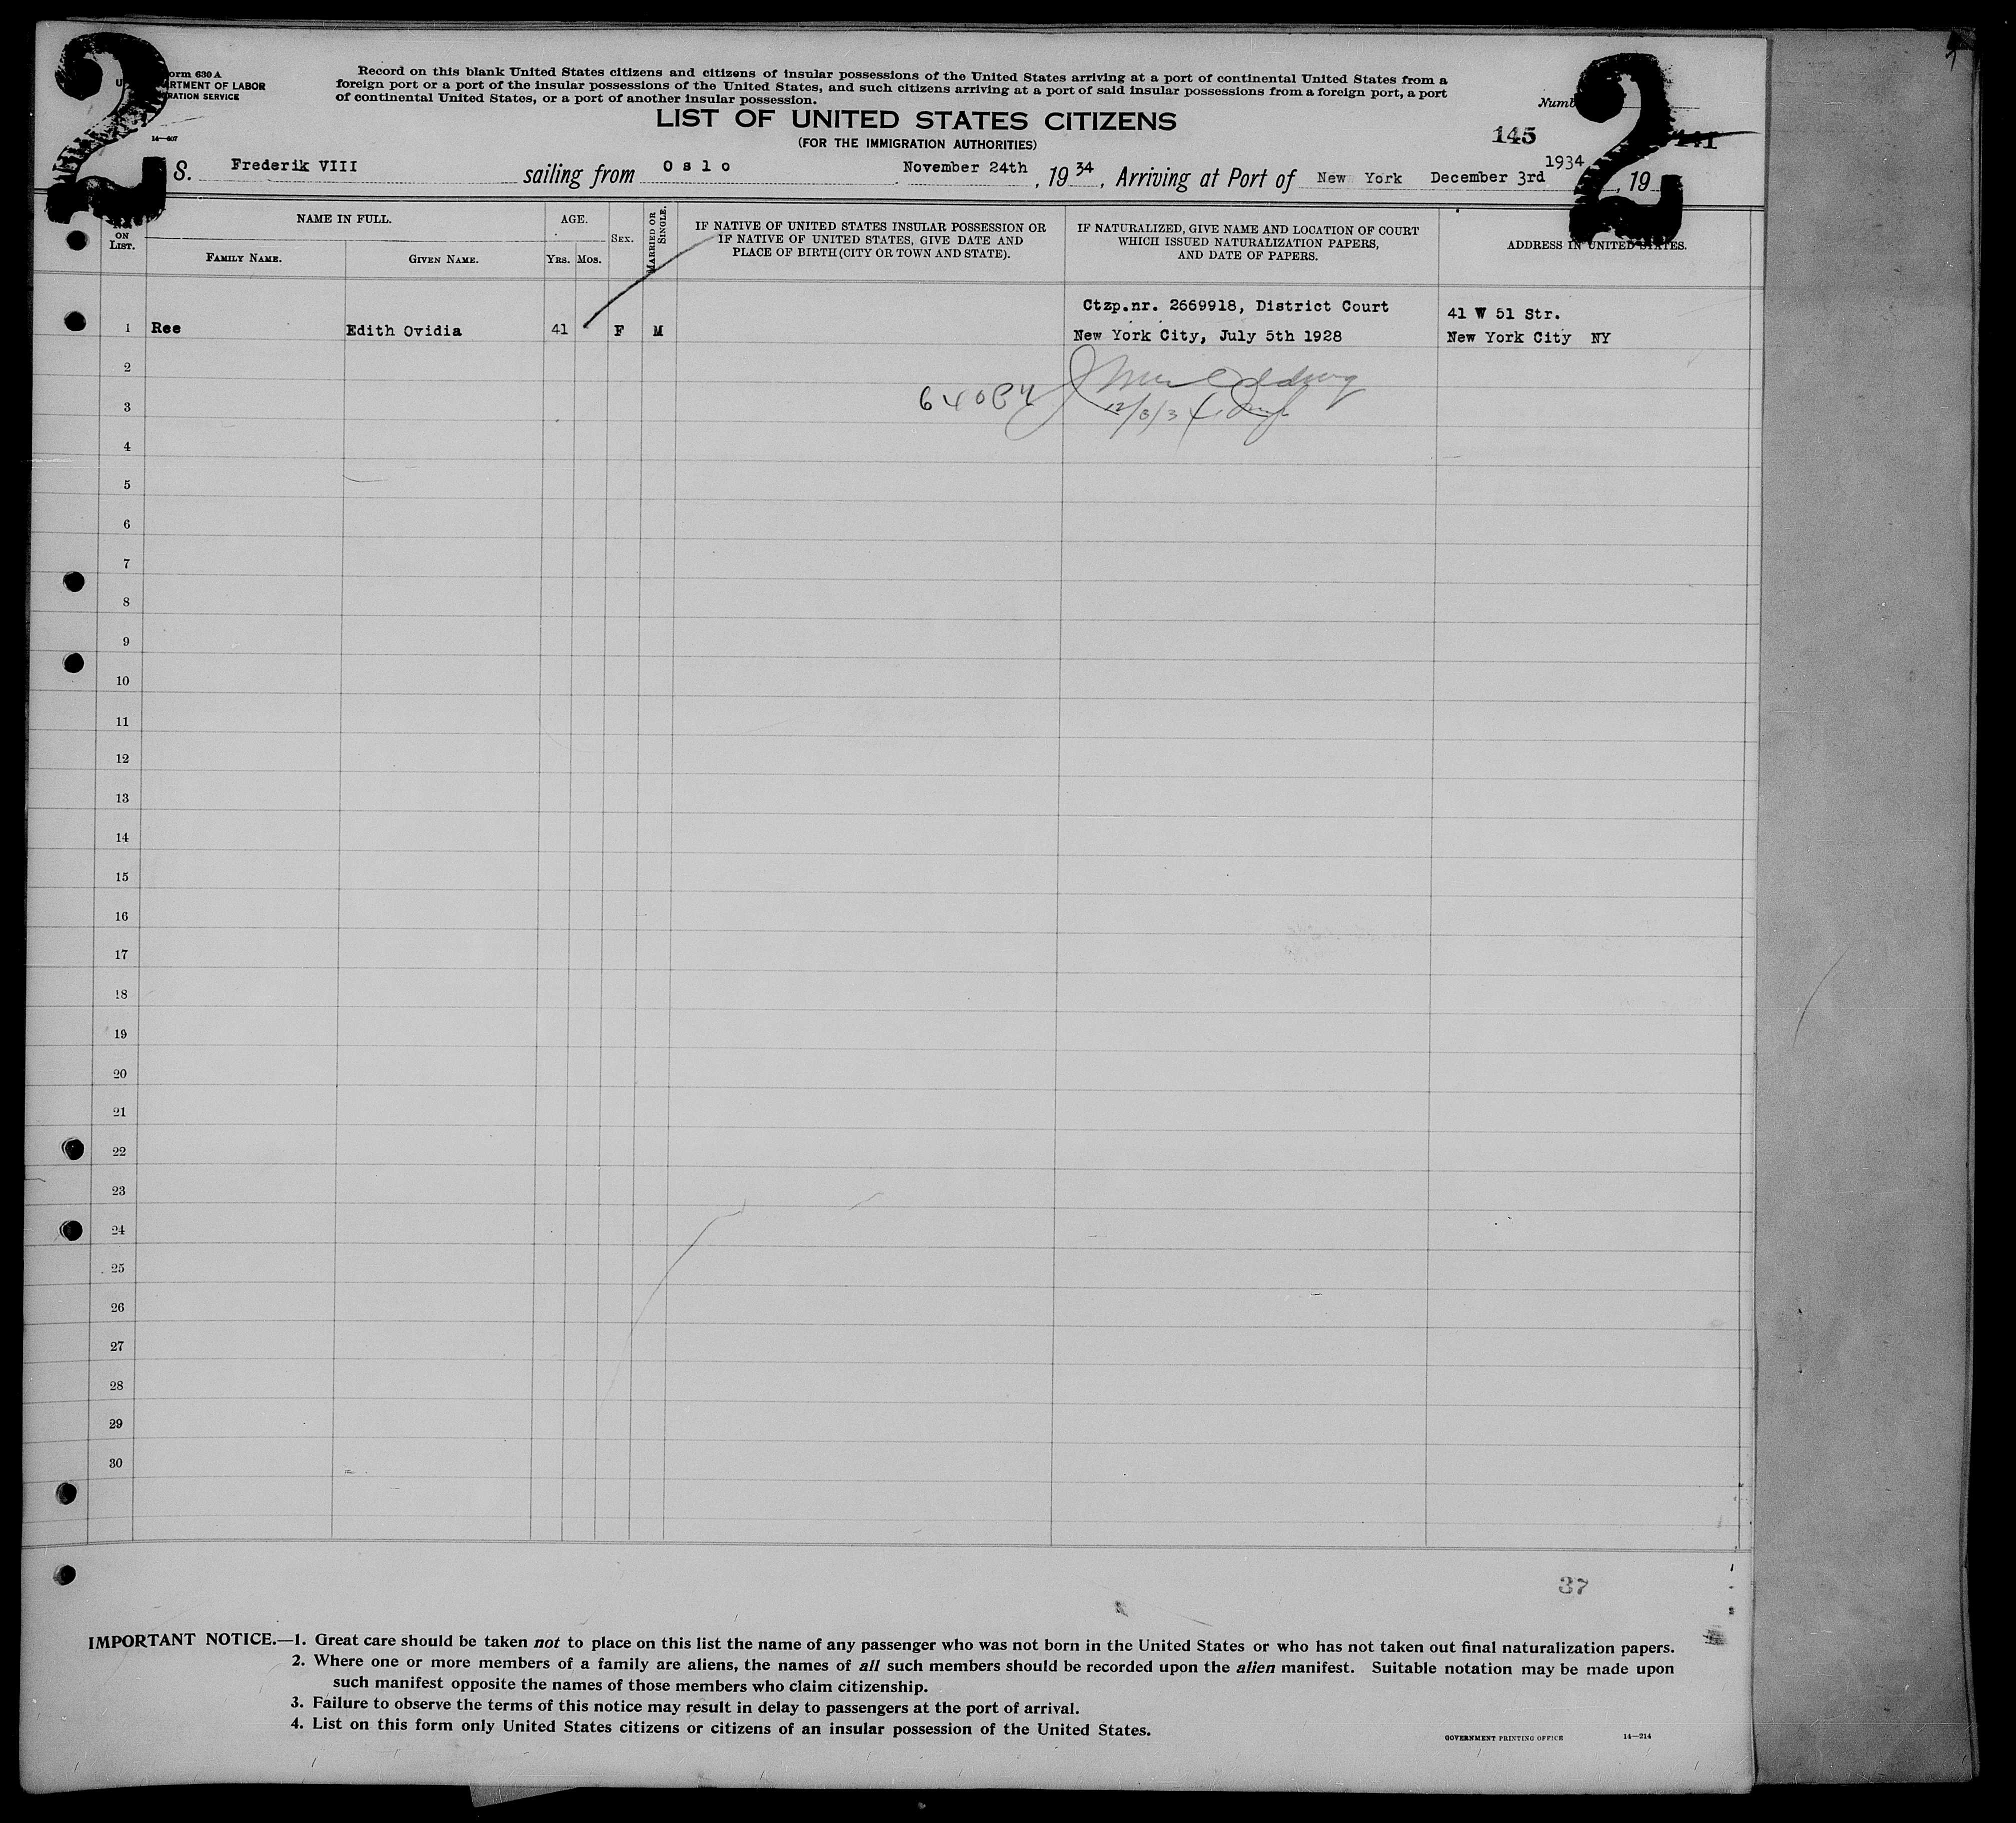 2 2
Form 630 A
DEPARTMENT OF LABOR
IMMIGRATION SERVICE
14—607
Record on this blank United States citizens and citizens of insular possessions of the United States arriving at a port of continental United States from a
foreign port or a port of the insular possessions of the United States, and such citizens arriving at a port of said insular possessions from a foreign port, a port
of continental United States, or a port of another insular possession.
LIST OF UNITED STATES CITIZENS
(FOR THE IMMIGRATION AUTHORITIES)
145
S. Frederik VIII sailing from Oslo November 24th, 1934, Arriving at Port of New York December 3rd 1934, 19
No. ON LIST.
NAME IN FULL.
FAMILY NAME. GIVEN NAME.
AGE.
YRS. MOS.
SEX.
MARRIED OR SINGLE.
IF NATIVE OF UNITED STATES INSULAR POSSESSION OR
IF NATIVE OF UNITED STATES, GIVE DATE AND
PLACE OF BIRTH (CITY OR TOWN AND STATE).
IF NATURALIZED, GIVE NAME AND LOCATION OF COURT
WHICH ISSUED NATURALIZATION PAPERS,
AND DATE OF PAPERS.
ADDRESS IN UNITED STATES.
Ctzp.nr. 2669918, District Court 41 W 51 Str.
1 Ree Edith Ovidia 41 F M New York City, July 5th 1928 New York City NY
2
3
4
5
6
7
8
9
10
11
12
13
14
15
16
17
18
19
20
21
22
23
24
25
26
27
28
29
30
37
IMPORTANT NOTICE.—1. Great care should be taken not to place on this list the name of any passenger who was not born in the United States or who has not taken out final naturalization papers.
2. Where one or more members of a family are aliens, the names of all such members should be recorded upon the alien manifest. Suitable notation may be made upon
such manifest opposite the names of those members who claim citizenship.
3. Failure to observe the terms of this notice may result in delay to passengers at the port of arrival.
4. List on this form only United States citizens or citizens of an insular possession of the United States.
GOVERNMENT PRINTING OFFICE 14—214